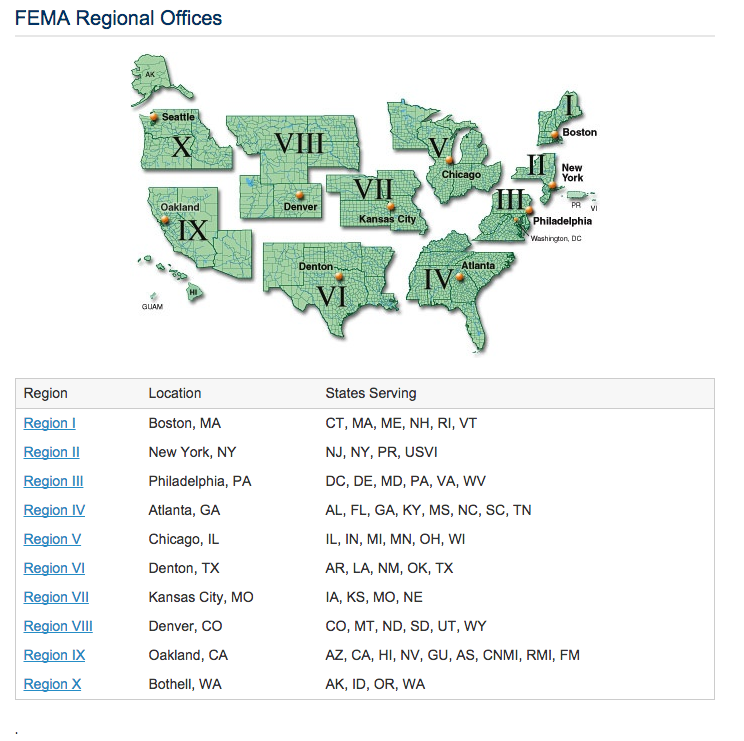 FEMA Regional Offices
AK
Seattle
X
VIII
V
Chicago
I
Boston
II
New
York
PR
VI
III
Philadelphia
Washington, DC
VII
Kansas City
Denver
Oakland
IX
HI
GUAM
Denton
VI
IV
Atlanta
Region Location States Serving
Region I Boston, MA CT, MA, ME, NH, RI, VT
Region II New York, NY NJ, NY, PR, USVI
Region III Philadelphia, PA DC, DE, MD, PA, VA, WV
Region IV Atlanta, GA AL, FL, GA, KY, MS, NC, SC, TN
Region V Chicago, IL IL, IN, MI, MN, OH, WI
Region VI Denton, TX AR, LA, NM, OK, TX
Region VII Kansas City, MO IA, KS, MO, NE
Region VIII Denver, CO CO, MT, ND, SD, UT, WY
Region IX Oakland, CA AZ, CA, HI, NV, GU, AS, CNMI, RMI, FM
Region X Bothell, WA AK, ID, OR, WA
.